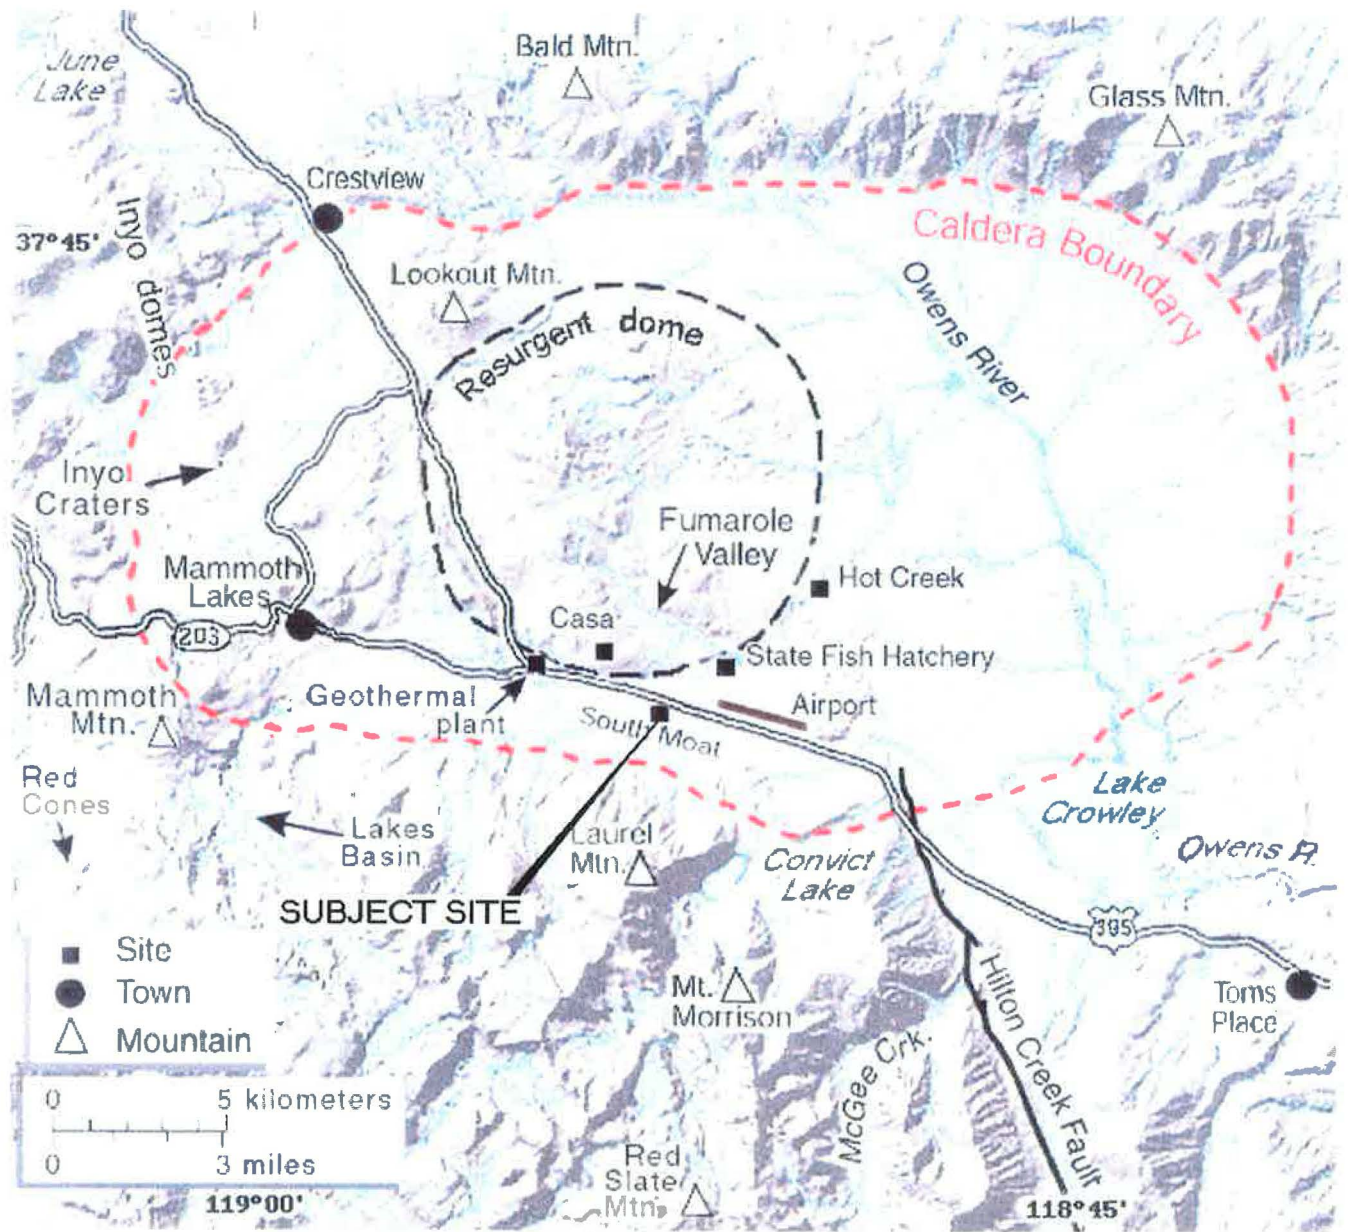 June
Lake
Bald Mtn.
Glass Mtn.
Crestview
37°45'
Inyo domes
Lookout Mtn.
Caldera Boundary
Owens River
Resurgent dome
Inyo
Craters
Fumarole
Valley
Mammoth
Lakes
Hot Creek
203
Casa
State Fish Hatchery
Mammoth
Mtn.
Geothermal
plant
South Moat
Airport
Red
Cones
Lake
Crowley
Lakes
Basin
Laurel
Mtn.
Convict
Lake
Owens R.
SUBJECT SITE
395
Site
Town
Mountain
Mt.
Morrison
Hilton Creek Fault
Toms
Place
McGee Crk.
0 5 kilometers
0 3 miles
Red
Slate
Mtn.
119°00'
118°45'